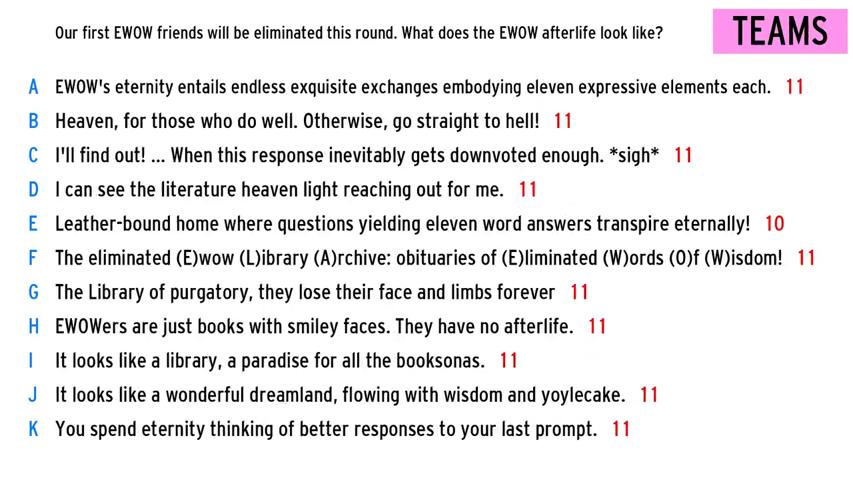 Our first EWOW friends will be eliminated this round. What does the EWOW afterlife look like?
TEAMS
A EWOW's eternity entails endless exquisite exchanges embodying eleven expressive elements each. 11
B Heaven, for those who do well. Otherwise, go straight to hell! 11
C I'll find out! ... When this response inevitably gets downvoted enough. *sigh* 11
D I can see the literature heaven light reaching out for me. 11
E Leather-bound home where questions yielding eleven word answers transpire eternally! 10
F The eliminated (E)wow (L)ibrary (A)rchive: obituaries of (E)liminated (W)ords (O)f (W)isdom! 11
G The Library of purgatory, they lose their face and limbs forever 11
H EWOWers are just books with smiley faces. They have no afterlife. 11
I It looks like a library, a paradise for all the booksonas. 11
J It looks like a wonderful dreamland, flowing with wisdom and yoylecake. 11
K You spend eternity thinking of better responses to your last prompt. 11